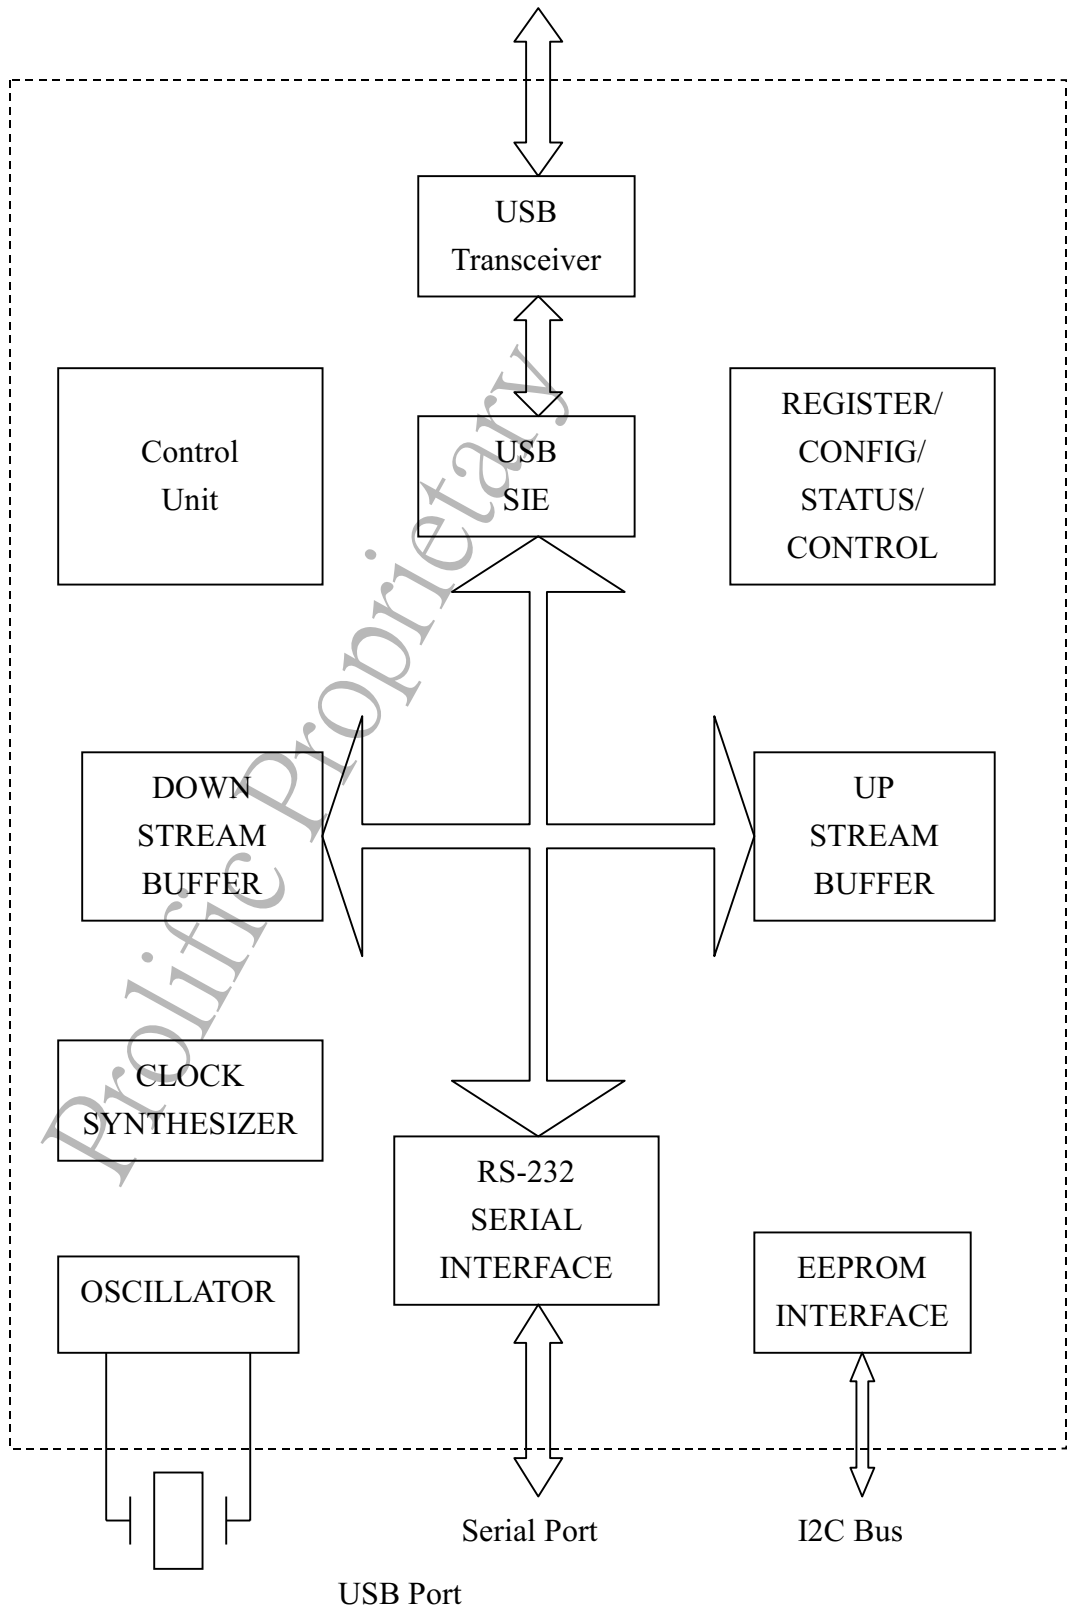 USB
Transceiver
Control
Unit
USB
SIE
REGISTER/
CONFIG/
STATUS/
CONTROL
DOWN
STREAM
BUFFER
UP
STREAM
BUFFER
Prolific Proprietary
CLOCK
SYNTHESIZER
RS-232
SERIAL
INTERFACE
OSCILLATOR
EEPROM
INTERFACE
Serial Port
I2C Bus
USB Port